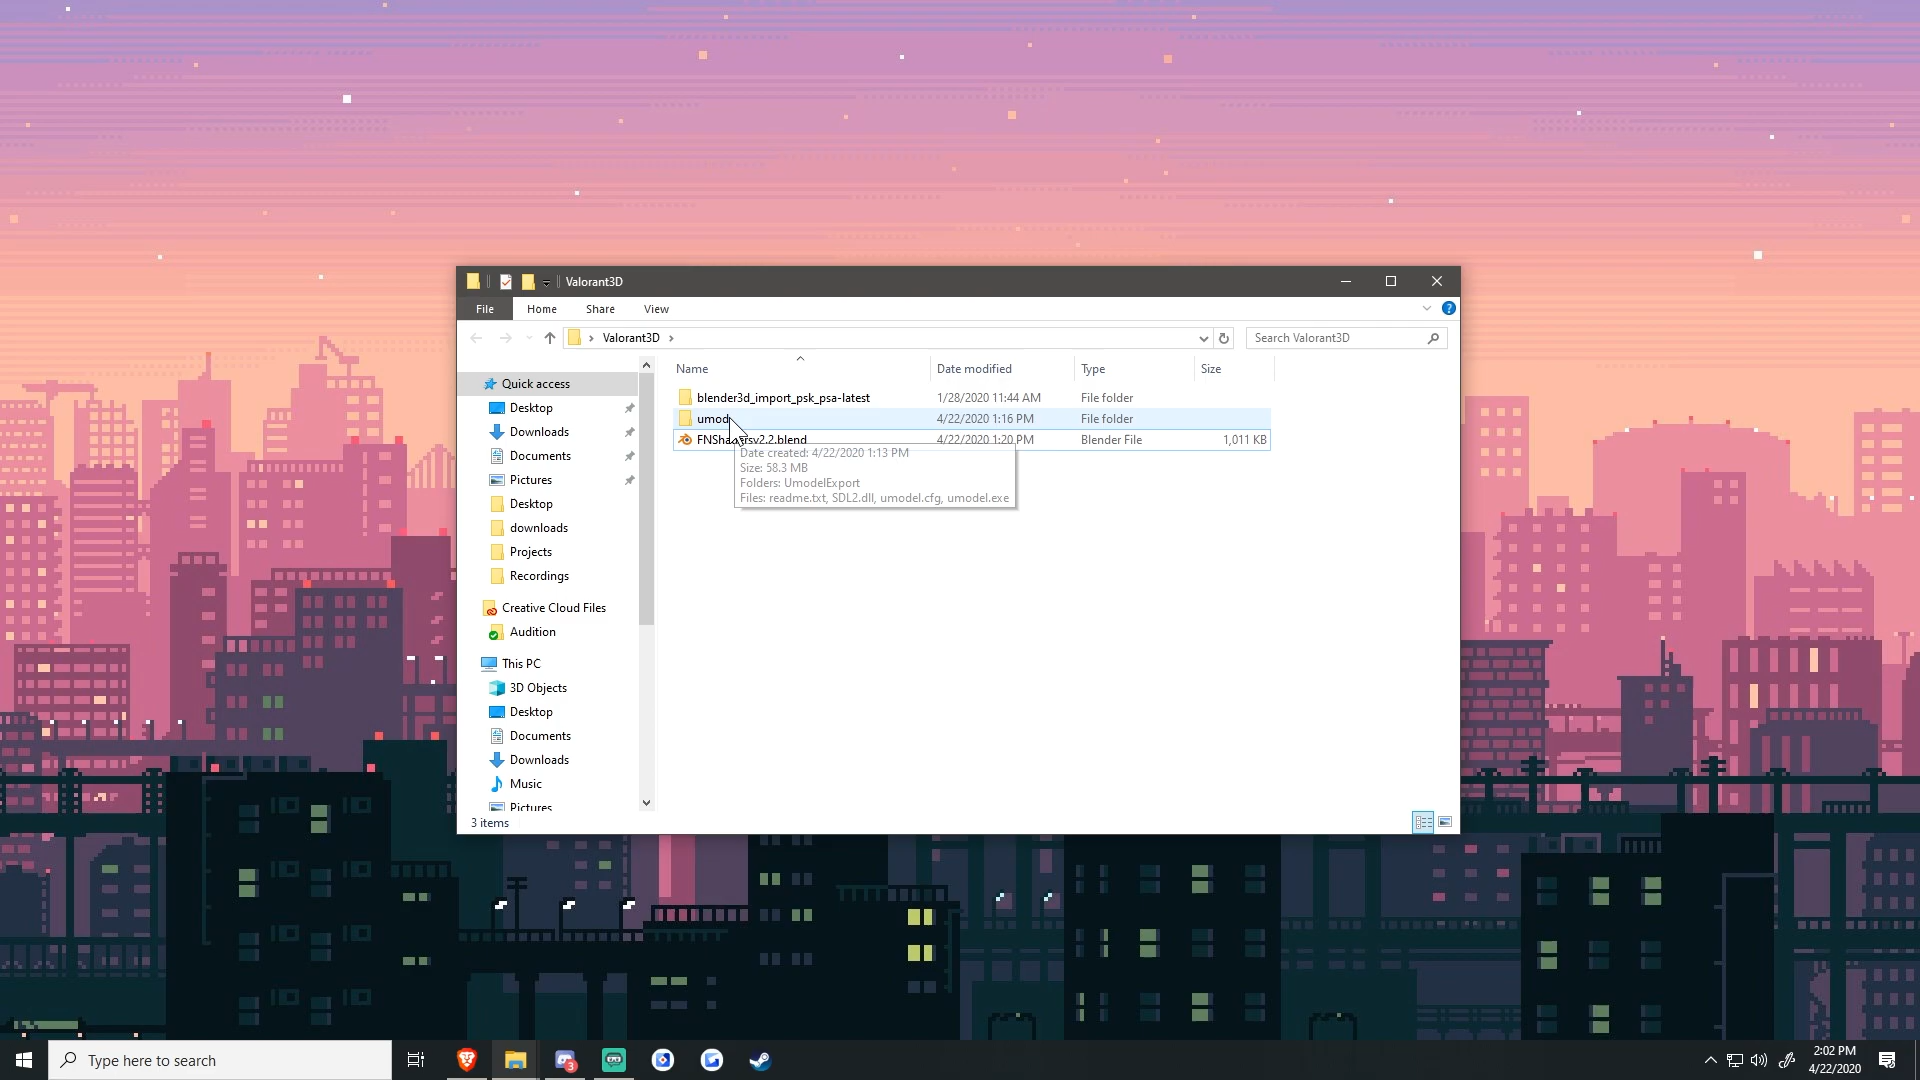 Valorant3D
File
Home
Share
View
Valorant3D
Search Valorant3D
Name
Date modified
Type
Size
Quick access
Desktop
Downloads
Documents
Pictures
Desktop
downloads
Projects
Recordings
Creative Cloud Files
Audition
This PC
3D Objects
Desktop
Documents
Downloads
Music
Pictures
blender3d_import_psk_psa-latest 1/28/2020 11:44 AM File folder
4/22/2020 1:16 PM File folder
4/22/2020 1:20 PM Blender File 1,011 KB
Date created: 4/22/2020 1:13 PM
Size: 58.3 MB
Folders: UmodelExport
Files: readme.txt, SDL2.dll, umodel.cfg, umodel.exe
3 items
Type here to search
3
2:02 PM
4/22/2020